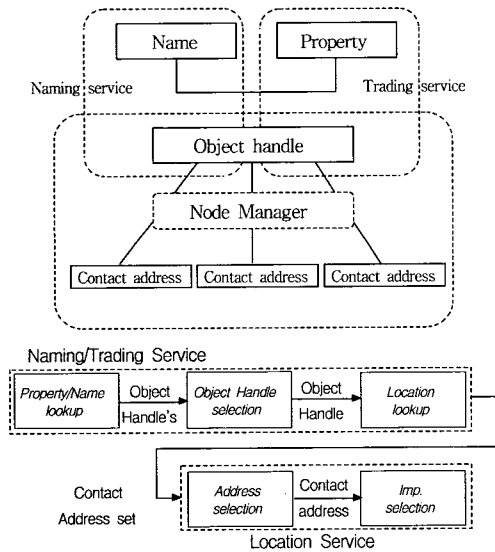 Name
Property
Naming service
Trading service
Object handle
Node Manager
Contact address
Contact address
Contact address
Naming/Trading Service
Property/Name
lookup
Object
Handle's
Object Handle
selection
Object
Handle
Location
lookup
Contact
Address set
Address
selection
Contact
address
Imp.
selection
Location Service